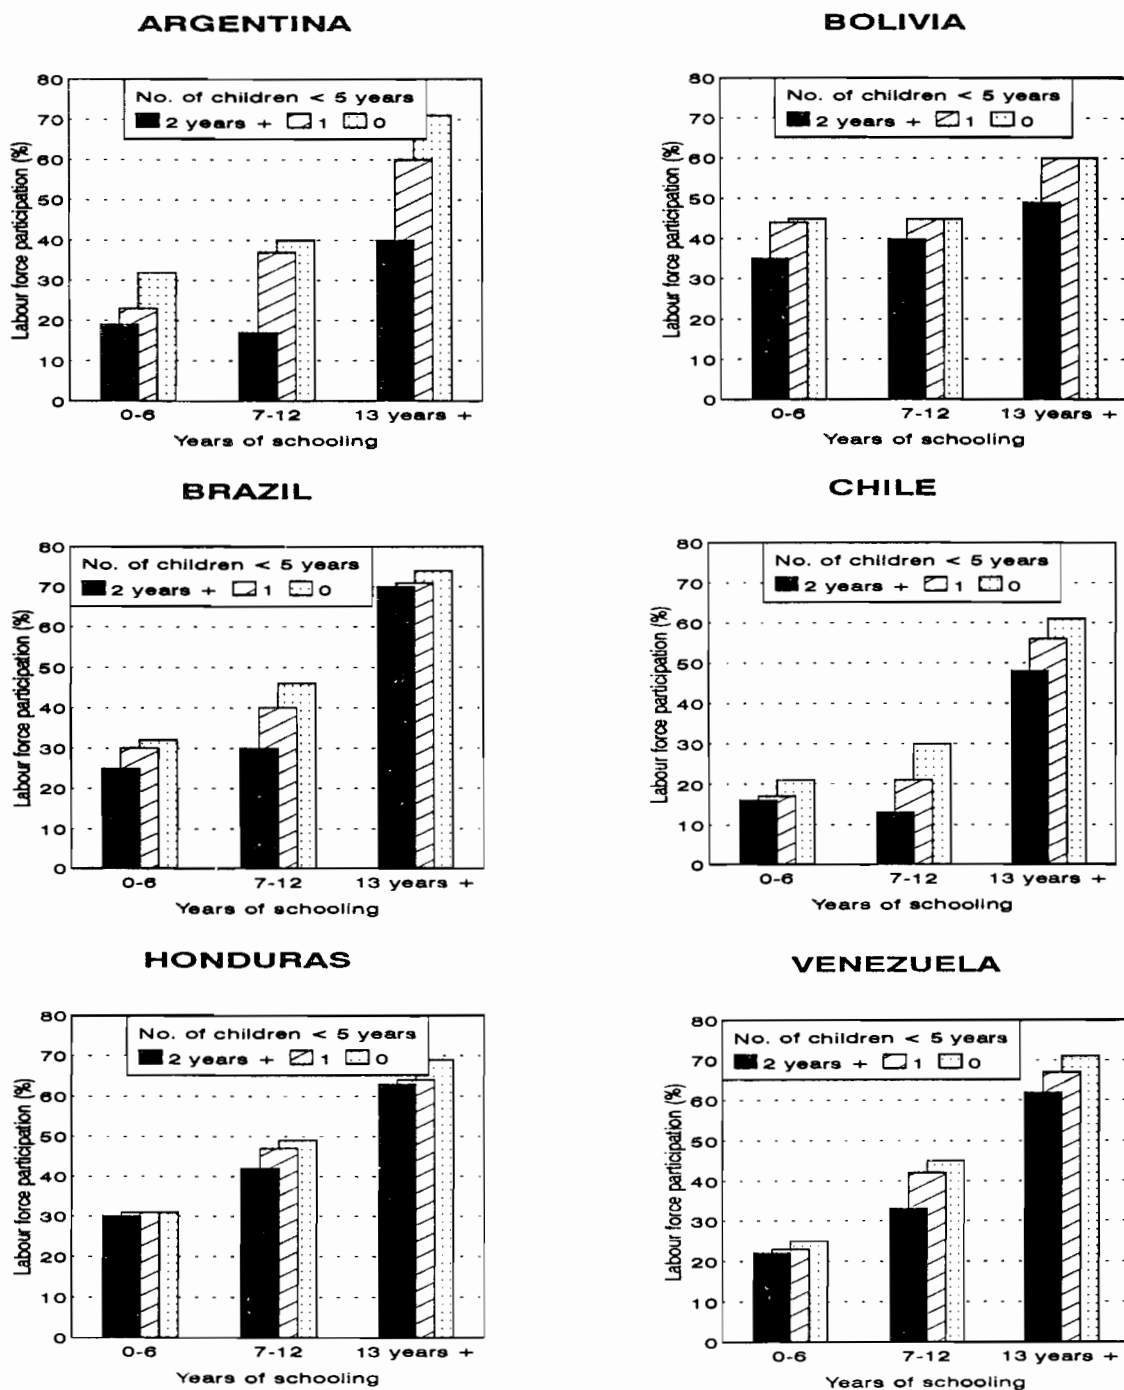 ARGENTINA
80
70
60
50
40
30
20
10
0
Labour force participation (%)
No. of children < 5 years
2 years + 1 0
0-6 7-12 13 years +
Years of schooling
BOLIVIA
80
70
60
50
40
30
20
10
0
Labour force participation (%)
No. of children < 5 years
2 years + 1 0
0-6 7-12 13 years +
Years of schooling
BRAZIL
80
70
60
50
40
30
20
10
0
Labour force participation (%)
No. of children < 5 years
2 years + 1 0
0-6 7-12 13 years +
Years of schooling
CHILE
80
70
60
50
40
30
20
10
0
Labour force participation (%)
No. of children < 5 years
2 years + 1 0
0-6 7-12 13 years +
Years of schooling
HONDURAS
80
70
60
50
40
30
20
10
0
Labour force participation (%)
No. of children < 5 years
2 years + 1 0
0-6 7-12 13 years +
Years of schooling
VENEZUELA
80
70
60
50
40
30
20
10
0
Labour force participation (%)
No. of children < 5 years
2 years + 1 0
0-6 7-12 13 years +
Years of schooling